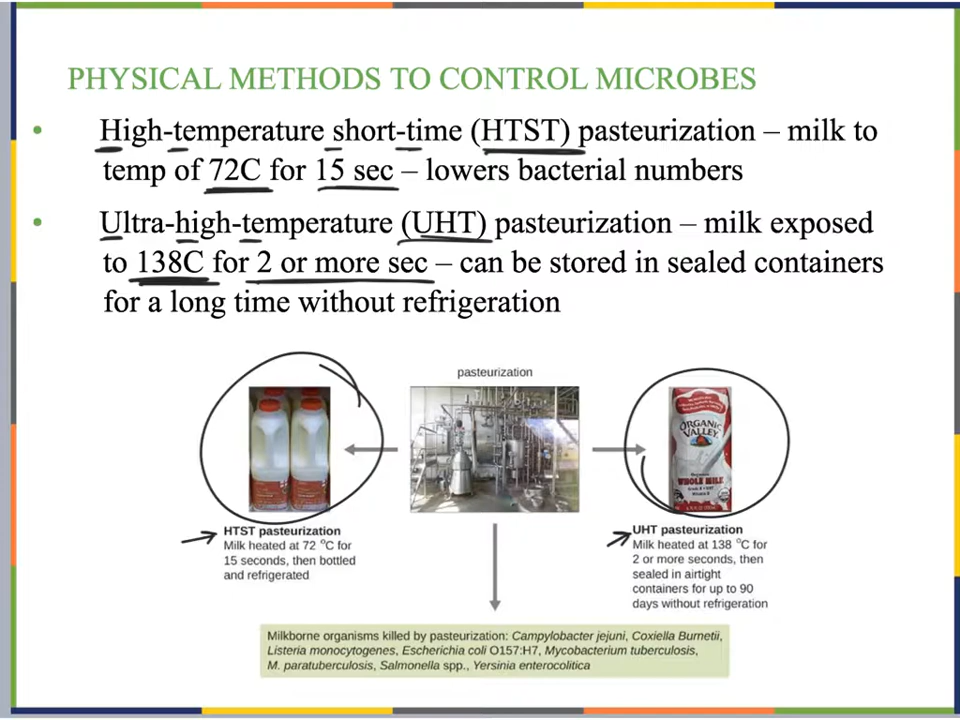 PHYSICAL METHODS TO CONTROL MICROBES
• High-temperature short-time (HTST) pasteurization – milk to
temp of 72C for 15 sec – lowers bacterial numbers
• Ultra-high-temperature (UHT) pasteurization – milk exposed
to 138C for 2 or more sec – can be stored in sealed containers
for a long time without refrigeration
pasteurization
ORGANIC
VALLEY
WHOLE MILK
HTST pasteurization
Milk heated at 72 °C for
15 seconds, then bottled
and refrigerated
UHT pasteurization
Milk heated at 138 °C for
2 or more seconds, then
sealed in airtight
containers for up to 90
days without refrigeration
Milkborne organisms killed by pasteurization: Campylobacter jejuni, Coxiella Burnetii,
Listeria monocytogenes, Escherichia coli O157:H7, Mycobacterium tuberculosis,
M. paratuberculosis, Salmonella spp., Yersinia enterocolitica